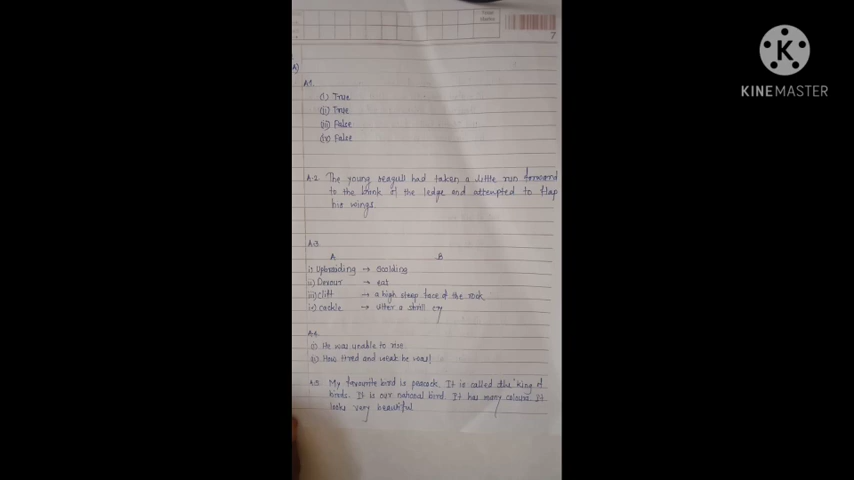 7
A)
A1.
(i) True
(ii) True
(iii) False
(iv) False
A.2. The young seagull had taken a little run forward
to the brink of the ledge and attempted to flap
his wings.
A.3
A B
i) Upbraiding → Scolding
ii) Devour → eat
iii) Cliff → a high steep face of the rock
iv) cackle → utter a shrill cry
A.4.
(i) He was unable to rise
(ii) How tired and weak he was!
A.5. My favourite bird is peacock. It is called the 'king of
birds. It is our national bird. It has many colours. It
looks very beautiful
KINEMASTER